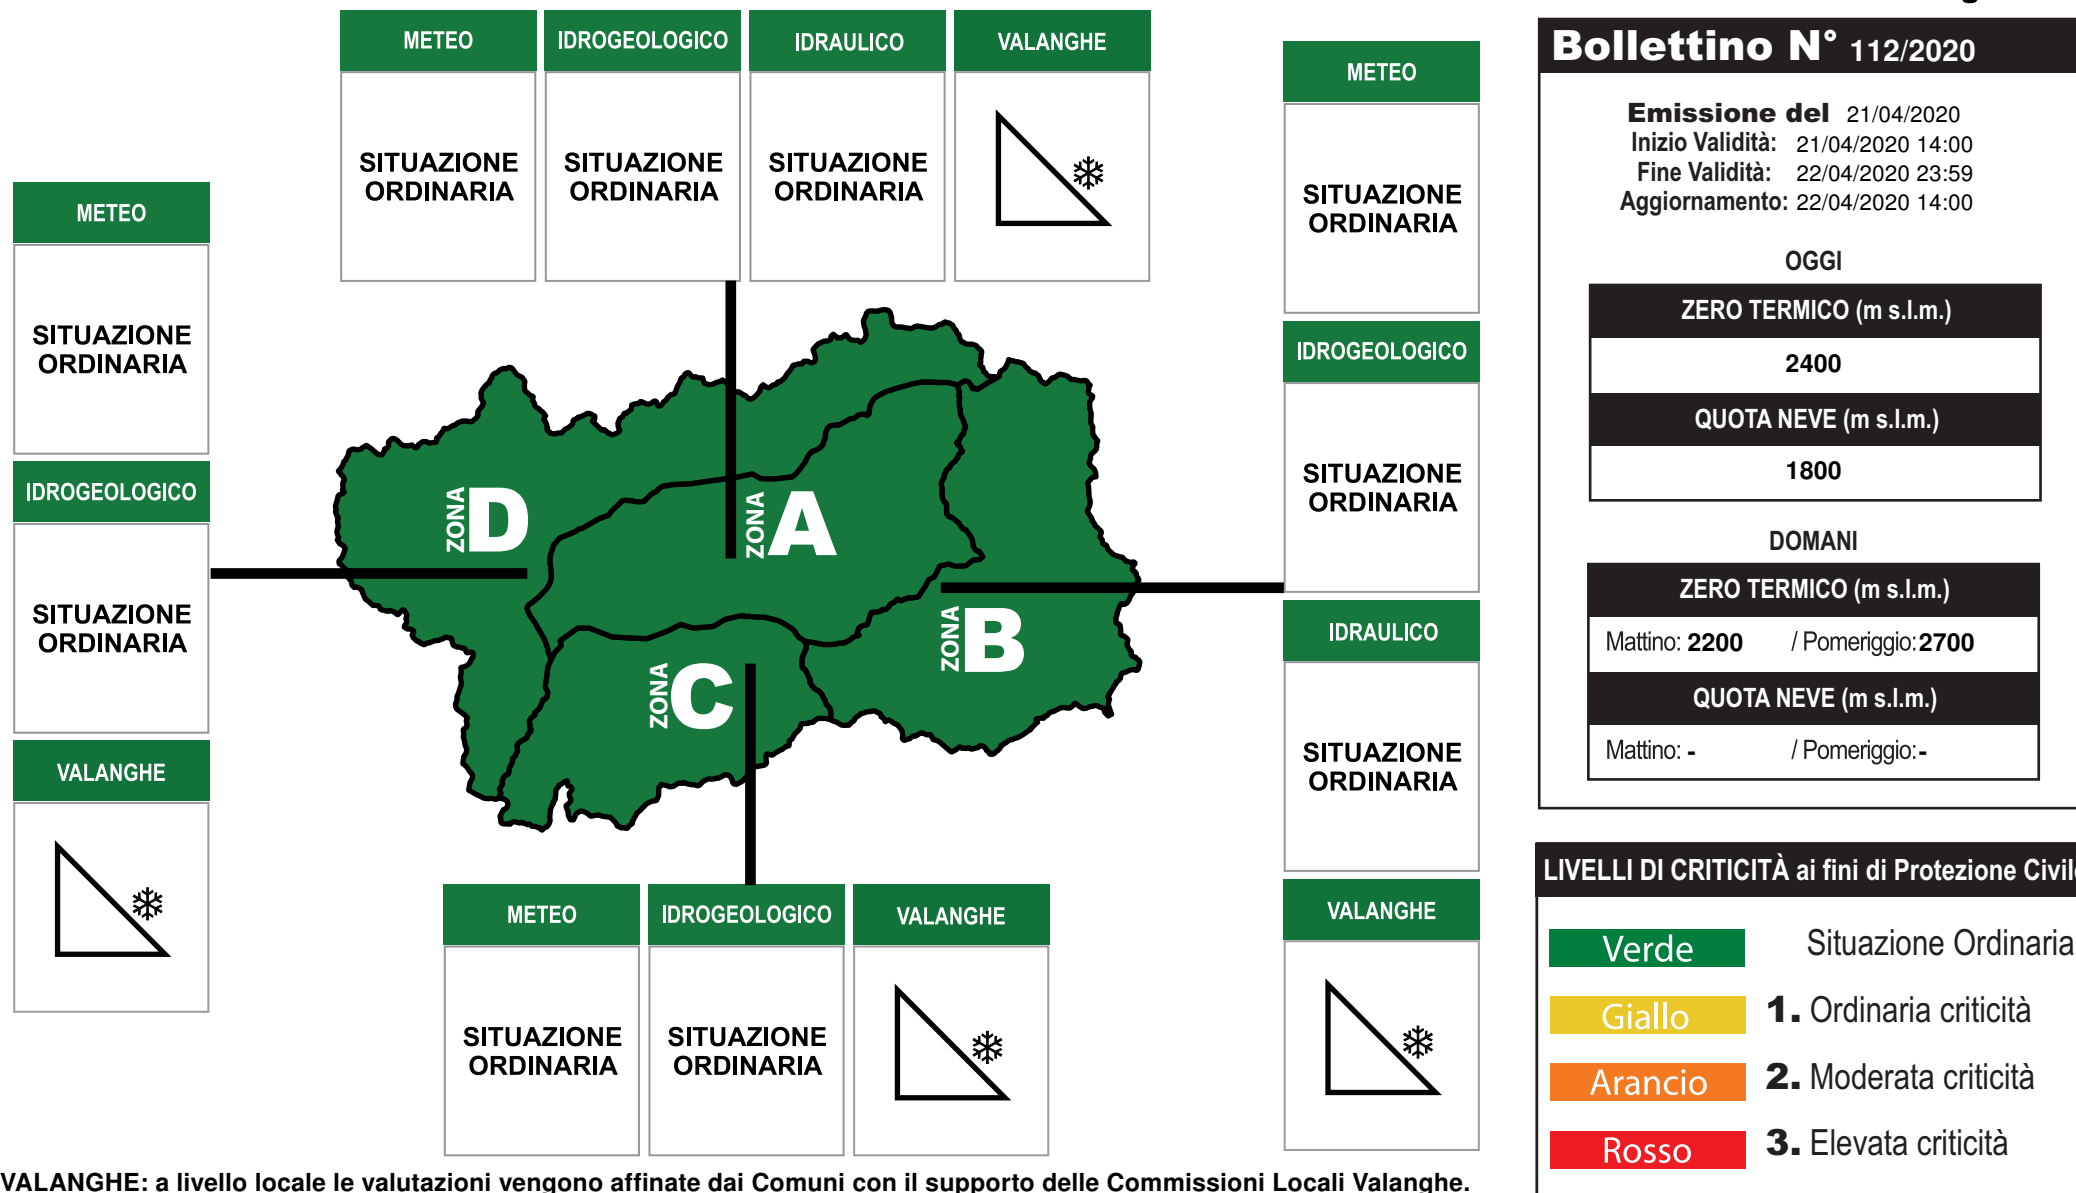 METEO
SITUAZIONE
ORDINARIA
IDROGEOLOGICO
SITUAZIONE
ORDINARIA
IDRAULICO
SITUAZIONE
ORDINARIA
VALANGHE
METEO
SITUAZIONE
ORDINARIA
IDROGEOLOGICO
SITUAZIONE
ORDINARIA
VALANGHE
ZONA D
ZONA A
ZONA B
ZONA C
METEO
SITUAZIONE
ORDINARIA
IDROGEOLOGICO
SITUAZIONE
ORDINARIA
IDRAULICO
SITUAZIONE
ORDINARIA
VALANGHE
METEO
SITUAZIONE
ORDINARIA
IDROGEOLOGICO
SITUAZIONE
ORDINARIA
VALANGHE
VALANGHE: a livello locale le valutazioni vengono affinate dai Comuni con il supporto delle Commissioni Locali Valanghe.
Bollettino N° 112/2020
Emissione del 21/04/2020
Inizio Validità: 21/04/2020 14:00
Fine Validità: 22/04/2020 23:59
Aggiornamento: 22/04/2020 14:00
OGGI
ZERO TERMICO (m s.l.m.)
2400
QUOTA NEVE (m s.l.m.)
1800
DOMANI
ZERO TERMICO (m s.l.m.)
Mattino: 2200 / Pomeriggio: 2700
QUOTA NEVE (m s.l.m.)
Mattino: - / Pomeriggio: -
LIVELLI DI CRITICITÀ ai fini di Protezione Civile
Verde Situazione Ordinaria
Giallo 1. Ordinaria criticità
Arancio 2. Moderata criticità
Rosso 3. Elevata criticità